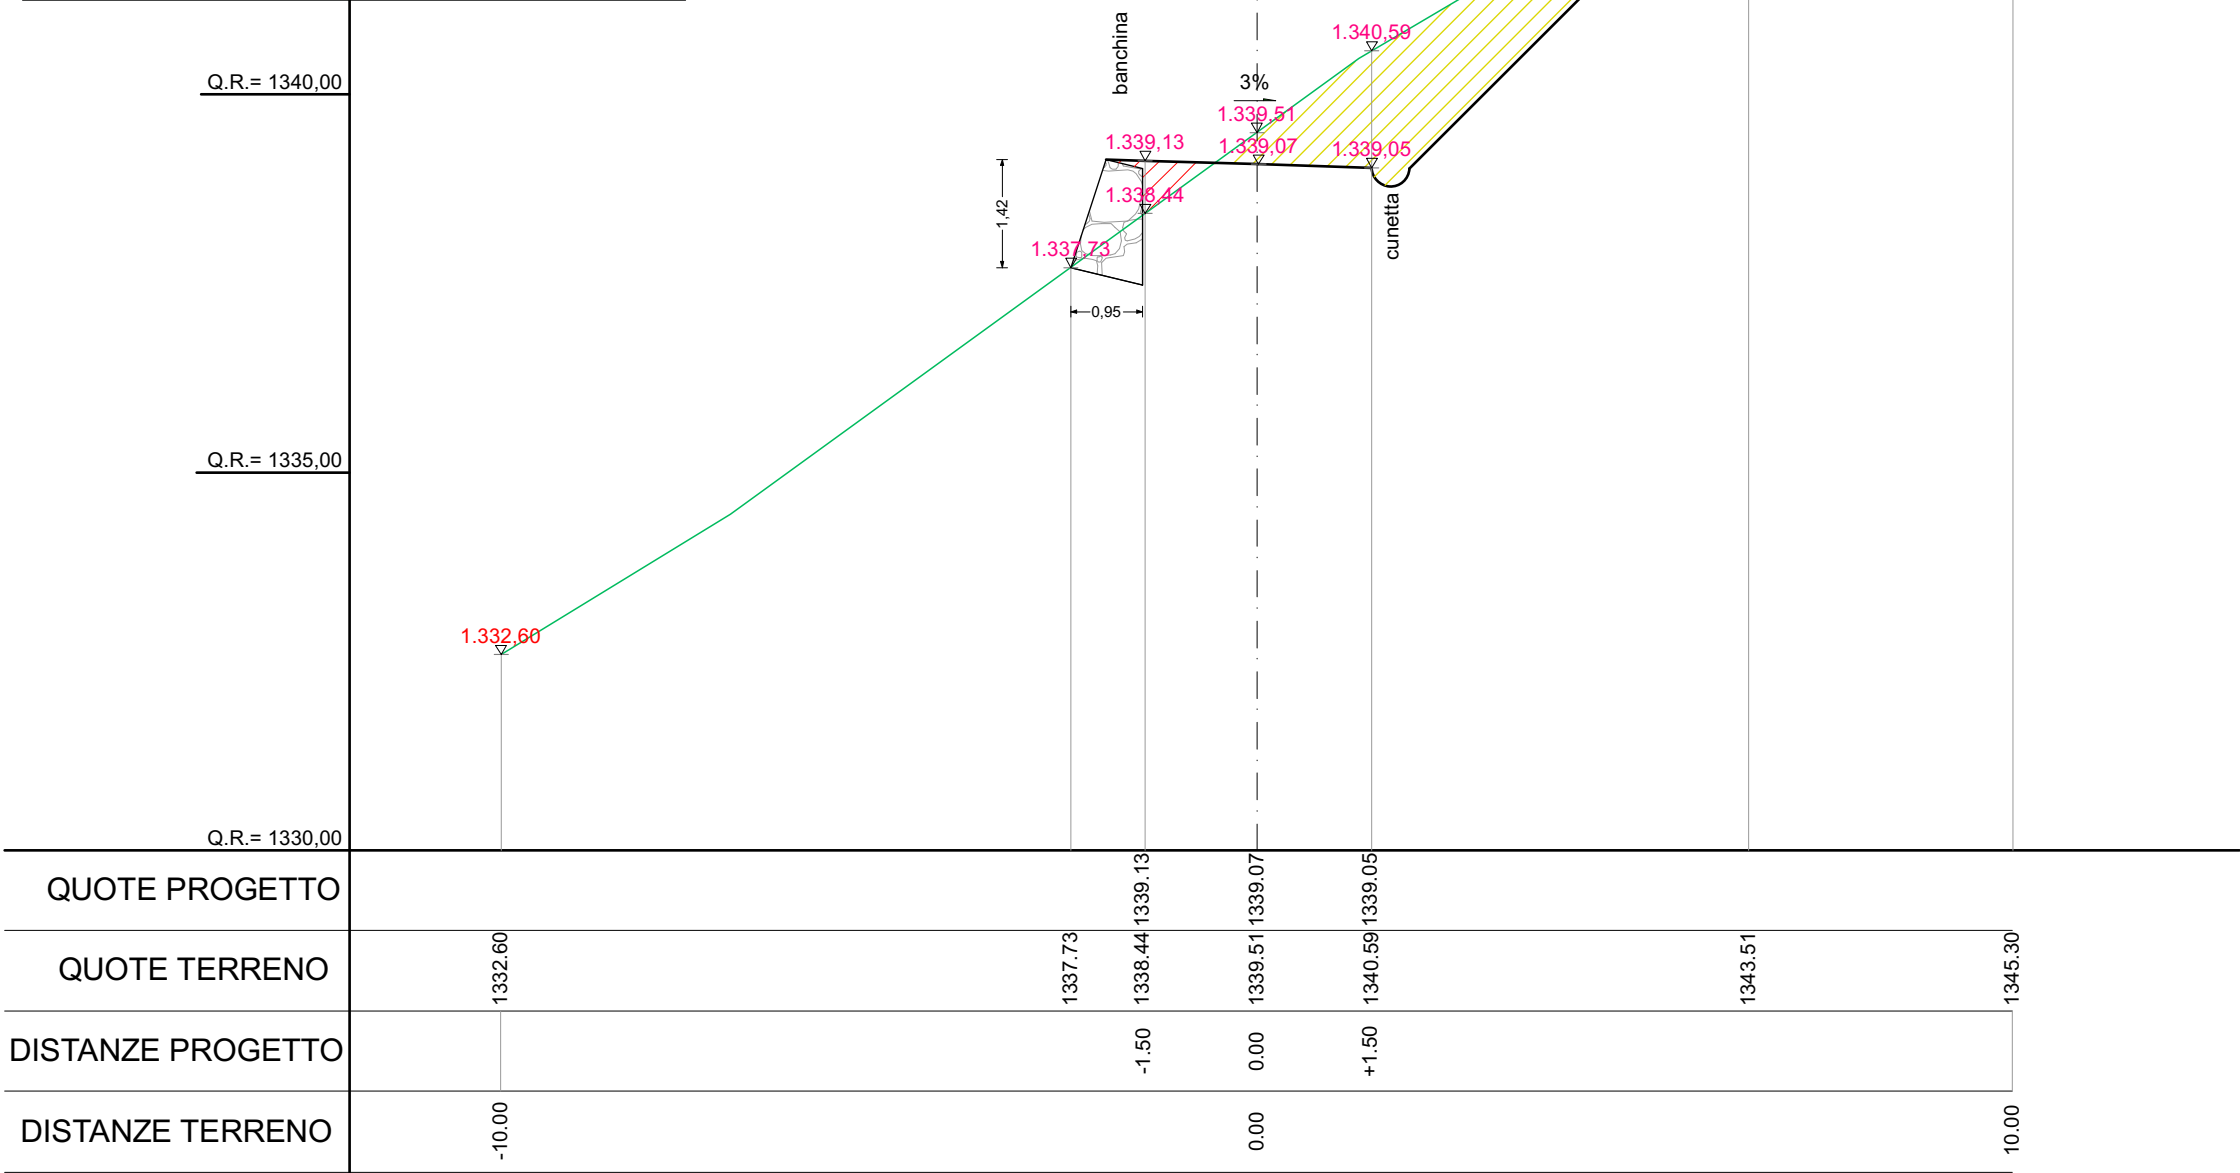 banchina
1.340,59
Q.R.= 1340,00
3%
1.339,51
1.339,13
1.339,07
1.339,05
1.338,44
1,42
cunetta
1.337,73
0,95
Q.R.= 1335,00
1.332,60
Q.R.= 1330,00
QUOTE PROGETTO 1339.13 1339.07 1339.05
QUOTE TERRENO 1332.60 1337.73 1338.44 1339.51 1340.59 1343.51 1345.30
DISTANZE PROGETTO -1.50 0.00 +1.50
DISTANZE TERRENO -10.00 0.00 10.00